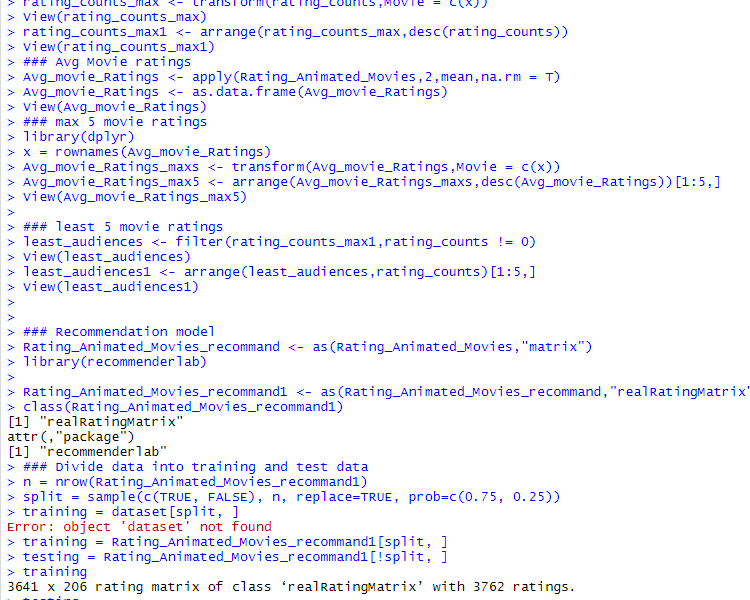 > rating_counts_max <- transform(rating_counts,Movie = c(x))
> View(rating_counts_max)
> rating_counts_max1 <- arrange(rating_counts_max,desc(rating_counts))
> View(rating_counts_max1)
> ### Avg Movie ratings
> Avg_movie_Ratings <- apply(Rating_Animated_Movies,2,mean,na.rm = T)
> Avg_movie_Ratings <- as.data.frame(Avg_movie_Ratings)
> View(Avg_movie_Ratings)
> ### max 5 movie ratings
> library(dplyr)
> x = rownames(Avg_movie_Ratings)
> Avg_movie_Ratings_maxs <- transform(Avg_movie_Ratings,Movie = c(x))
> Avg_movie_Ratings_max5 <- arrange(Avg_movie_Ratings_maxs,desc(Avg_movie_Ratings))[1:5,]
> View(Avg_movie_Ratings_max5)
>
> ### least 5 movie ratings
> least_audiences <- filter(rating_counts_max1,rating_counts != 0)
> View(least_audiences)
> least_audiences1 <- arrange(least_audiences,rating_counts)[1:5,]
> View(least_audiences1)
>
>
> ### Recommendation model
> Rating_Animated_Movies_recommand <- as(Rating_Animated_Movies,"matrix")
> library(recommenderlab)
>
> Rating_Animated_Movies_recommand1 <- as(Rating_Animated_Movies_recommand,"realRatingMatrix"
> class(Rating_Animated_Movies_recommand1)
[1] "realRatingMatrix"
attr(,"package")
[1] "recommenderlab"
> ### Divide data into training and test data
> n = nrow(Rating_Animated_Movies_recommand1)
> split = sample(c(TRUE, FALSE), n, replace=TRUE, prob=c(0.75, 0.25))
> training = dataset[split, ]
Error: object 'dataset' not found
> training = Rating_Animated_Movies_recommand1[split, ]
> testing = Rating_Animated_Movies_recommand1[!split, ]
> training
3641 x 206 rating matrix of class ‘realRatingMatrix’ with 3762 ratings.
> testing